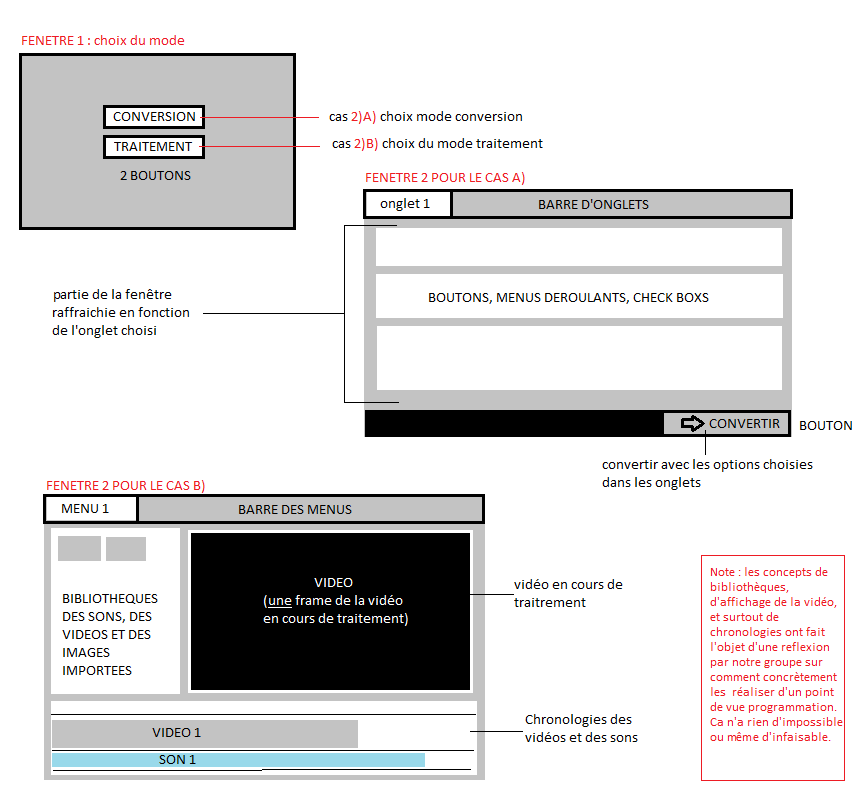 FENETRE 1 : choix du mode
CONVERSION
cas 2)A) choix mode conversion
TRAITEMENT
cas 2)B) choix du mode traitement
2 BOUTONS
FENETRE 2 POUR LE CAS A)
onglet 1
BARRE D'ONGLETS
partie de la fenêtre
raffraichie en fonction
de l'onglet choisi
BOUTONS, MENUS DEROULANTS, CHECK BOXS
CONVERTIR
BOUTON
convertir avec les options choisies
dans les onglets
FENETRE 2 POUR LE CAS B)
MENU 1
BARRE DES MENUS
BIBLIOTHEQUES
DES SONS, DES
VIDEOS ET DES
IMAGES
IMPORTEES
VIDEO
(une frame de la vidéo
en cours de traitement)
vidéo en cours de
traitrement
VIDEO 1
SON 1
Chronologies des
vidéos et des sons
Note : les concepts de
bibliothèques,
d'affichage de la vidéo,
et surtout de
chronologies ont fait
l'objet d'une reflexion
par notre groupe sur
comment concrètement
les réaliser d'un point
de vue programmation.
Ca n'a rien d'impossible
ou même d'infaisable.